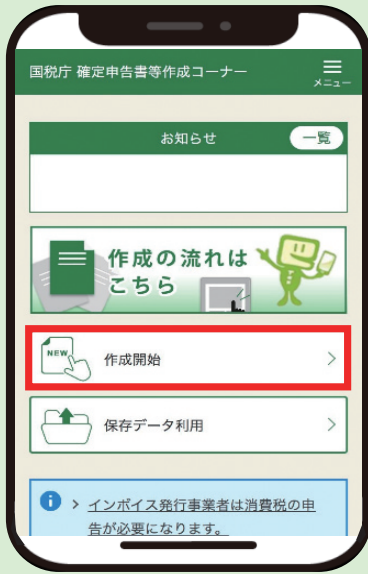 国税庁 確定申告書等作成コーナー
メニュー
お知らせ
一覧
作成の流れは
こちら
NEW
作成開始
保存データ利用
インボイス発行事業者は消費税の申
告が必要になります。